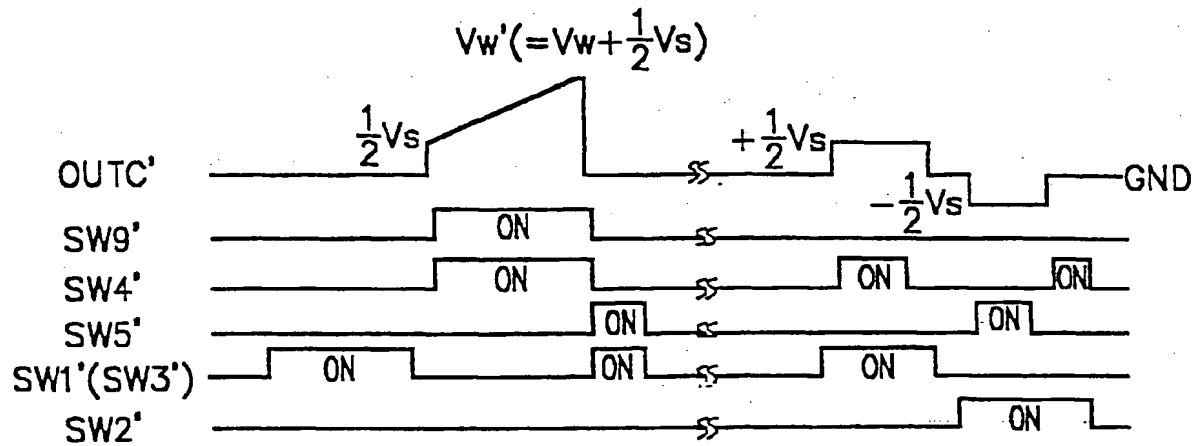 Vw'(=Vw+1/2Vs)
1/2Vs
+1/2Vs
OUTC'
GND
-1/2Vs
SW9'
ON
SW4'
ON
ON
ON
SW5'
ON
ON
SW1'(SW3')
ON
ON
ON
SW2'
ON